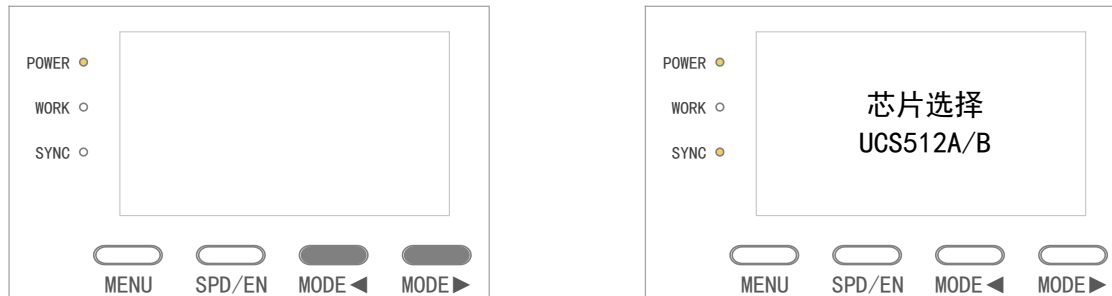 POWER
WORK
SYNC
MENU SPD/EN MODE◀ MODE▶
POWER
WORK
SYNC
芯片选择
UCS512A/B
MENU SPD/EN MODE◀ MODE▶